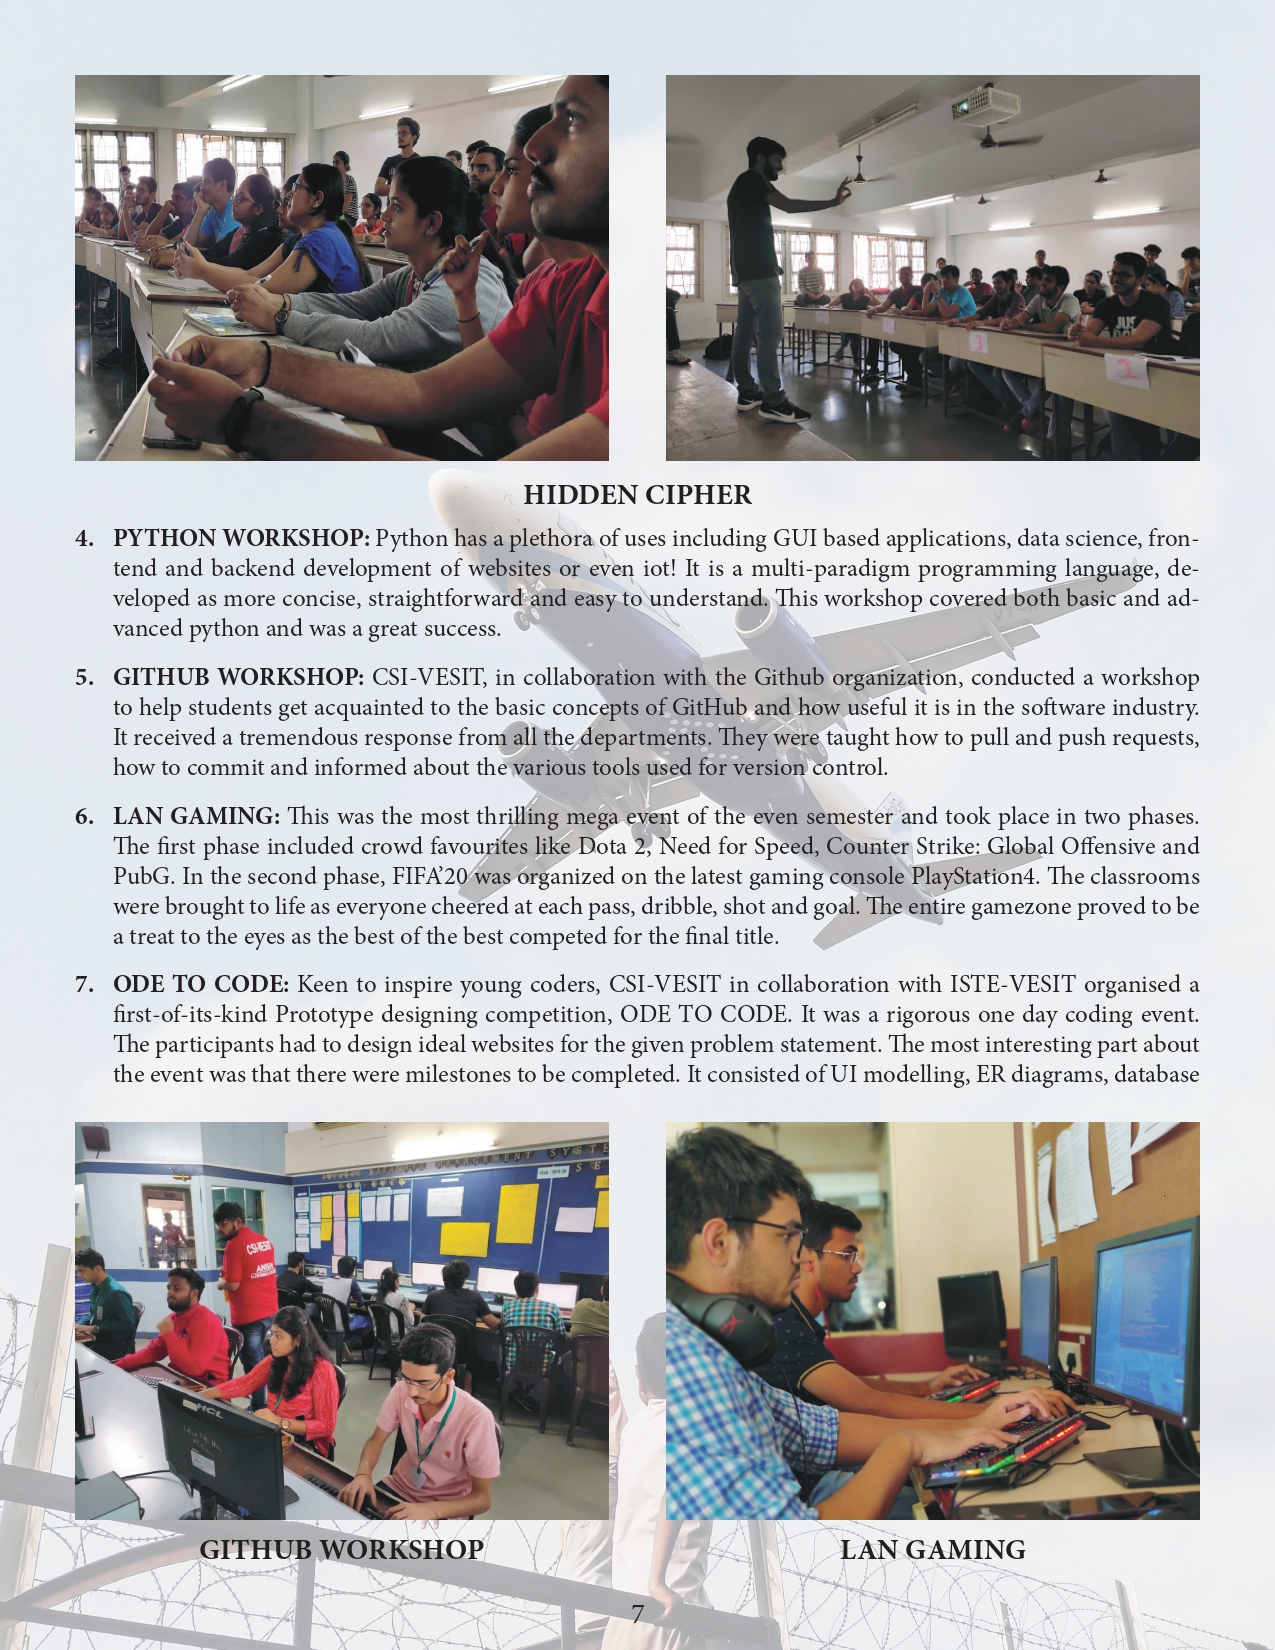 HIDDEN CIPHER
4. PYTHON WORKSHOP: Python has a plethora of uses including GUI based applications, data science, fron-
tend and backend development of websites or even iot! It is a multi-paradigm programming language, de-
veloped as more concise, straightforward and easy to understand. This workshop covered both basic and ad-
vanced python and was a great success.
5. GITHUB WORKSHOP: CSI-VESIT, in collaboration with the Github organization, conducted a workshop
to help students get acquainted to the basic concepts of GitHub and how useful it is in the software industry.
It received a tremendous response from all the departments. They were taught how to pull and push requests,
how to commit and informed about the various tools used for version control.
6. LAN GAMING: This was the most thrilling mega event of the even semester and took place in two phases.
The first phase included crowd favourites like Dota 2, Need for Speed, Counter Strike: Global Offensive and
PubG. In the second phase, FIFA’20 was organized on the latest gaming console PlayStation4. The classrooms
were brought to life as everyone cheered at each pass, dribble, shot and goal. The entire gamezone proved to be
a treat to the eyes as the best of the best competed for the final title.
7. ODE TO CODE: Keen to inspire young coders, CSI-VESIT in collaboration with ISTE-VESIT organised a
first-of-its-kind Prototype designing competition, ODE TO CODE. It was a rigorous one day coding event.
The participants had to design ideal websites for the given problem statement. The most interesting part about
the event was that there were milestones to be completed. It consisted of UI modelling, ER diagrams, database
MANAGEMENT SYSTE
CSI-VESIT
HCL
GITHUB WORKSHOP
LAN GAMING
7